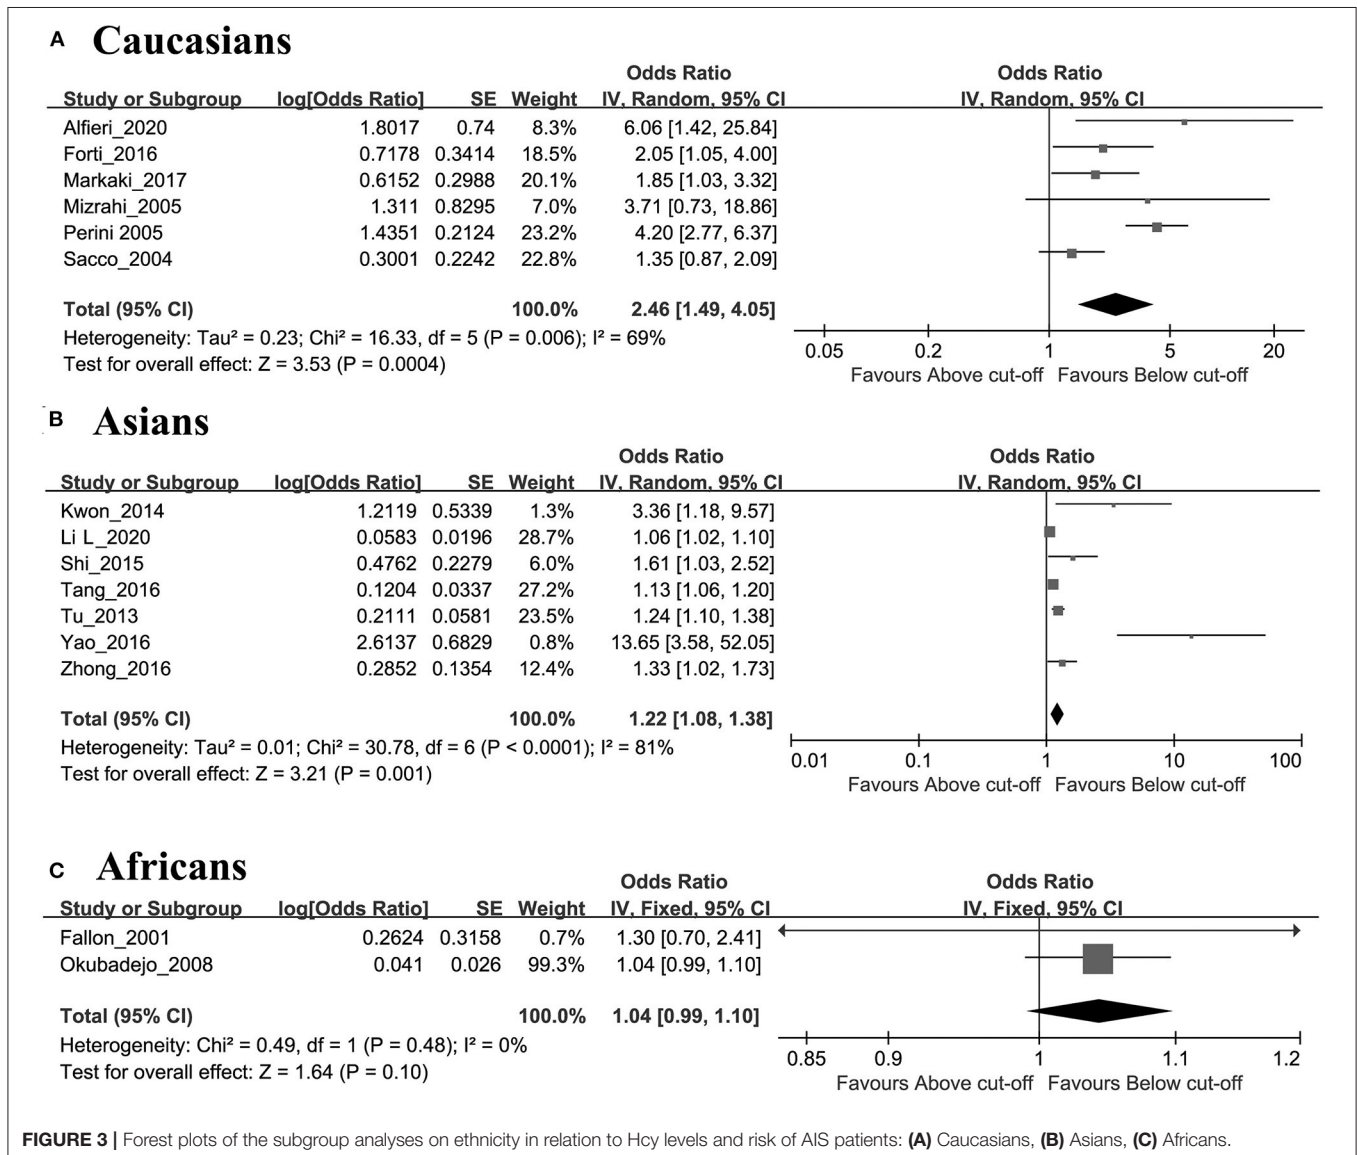 A Caucasians
Odds Ratio Odds Ratio
Study or Subgroup log[Odds Ratio] SE Weight IV, Random, 95% CI IV, Random, 95% CI
Alfieri_2020 1.8017 0.74 8.3% 6.06 [1.42, 25.84]
Forti_2016 0.7178 0.3414 18.5% 2.05 [1.05, 4.00]
Markaki_2017 0.6152 0.2988 20.1% 1.85 [1.03, 3.32]
Mizrahi_2005 1.311 0.8295 7.0% 3.71 [0.73, 18.86]
Perini 2005 1.4351 0.2124 23.2% 4.20 [2.77, 6.37]
Sacco_2004 0.3001 0.2242 22.8% 1.35 [0.87, 2.09]
Total (95% CI) 100.0% 2.46 [1.49, 4.05]
Heterogeneity: Tau² = 0.23; Chi² = 16.33, df = 5 (P = 0.006); I² = 69%
Test for overall effect: Z = 3.53 (P = 0.0004)
0.05 0.2 1 5 20
Favours Above cut-off Favours Below cut-off
B Asians
Odds Ratio Odds Ratio
Study or Subgroup log[Odds Ratio] SE Weight IV, Random, 95% CI IV, Random, 95% CI
Kwon_2014 1.2119 0.5339 1.3% 3.36 [1.18, 9.57]
Li L_2020 0.0583 0.0196 28.7% 1.06 [1.02, 1.10]
Shi_2015 0.4762 0.2279 6.0% 1.61 [1.03, 2.52]
Tang_2016 0.1204 0.0337 27.2% 1.13 [1.06, 1.20]
Tu_2013 0.2111 0.0581 23.5% 1.24 [1.10, 1.38]
Yao_2016 2.6137 0.6829 0.8% 13.65 [3.58, 52.05]
Zhong_2016 0.2852 0.1354 12.4% 1.33 [1.02, 1.73]
Total (95% CI) 100.0% 1.22 [1.08, 1.38]
Heterogeneity: Tau² = 0.01; Chi² = 30.78, df = 6 (P < 0.0001); I² = 81%
Test for overall effect: Z = 3.21 (P = 0.001)
0.01 0.1 1 10 100
Favours Above cut-off Favours Below cut-off
C Africans
Odds Ratio Odds Ratio
Study or Subgroup log[Odds Ratio] SE Weight IV, Fixed, 95% CI IV, Fixed, 95% CI
Fallon_2001 0.2624 0.3158 0.7% 1.30 [0.70, 2.41]
Okubadejo_2008 0.041 0.026 99.3% 1.04 [0.99, 1.10]
Total (95% CI) 100.0% 1.04 [0.99, 1.10]
Heterogeneity: Chi² = 0.49, df = 1 (P = 0.48); I² = 0%
Test for overall effect: Z = 1.64 (P = 0.10)
0.85 0.9 1 1.1 1.2
Favours Above cut-off Favours Below cut-off
FIGURE 3 | Forest plots of the subgroup analyses on ethnicity in relation to Hcy levels and risk of AIS patients: (A) Caucasians, (B) Asians, (C) Africans.